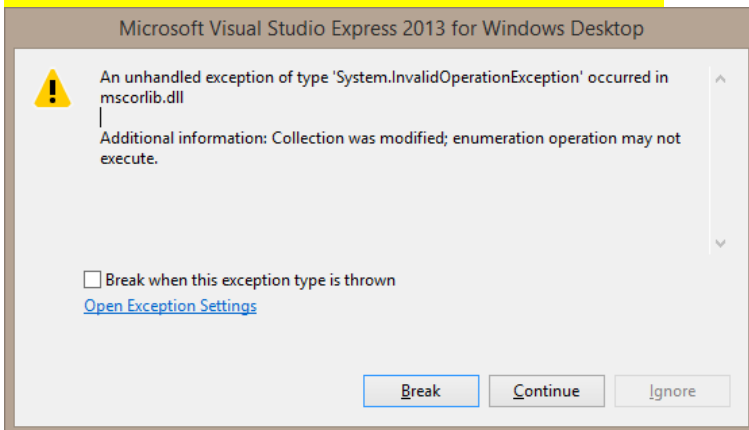 Microsoft Visual Studio Express 2013 for Windows Desktop
An unhandled exception of type 'System.InvalidOperationException' occurred in
mscorlib.dll
Additional information: Collection was modified; enumeration operation may not
execute.
Break when this exception type is thrown
Open Exception Settings
Break Continue Ignore